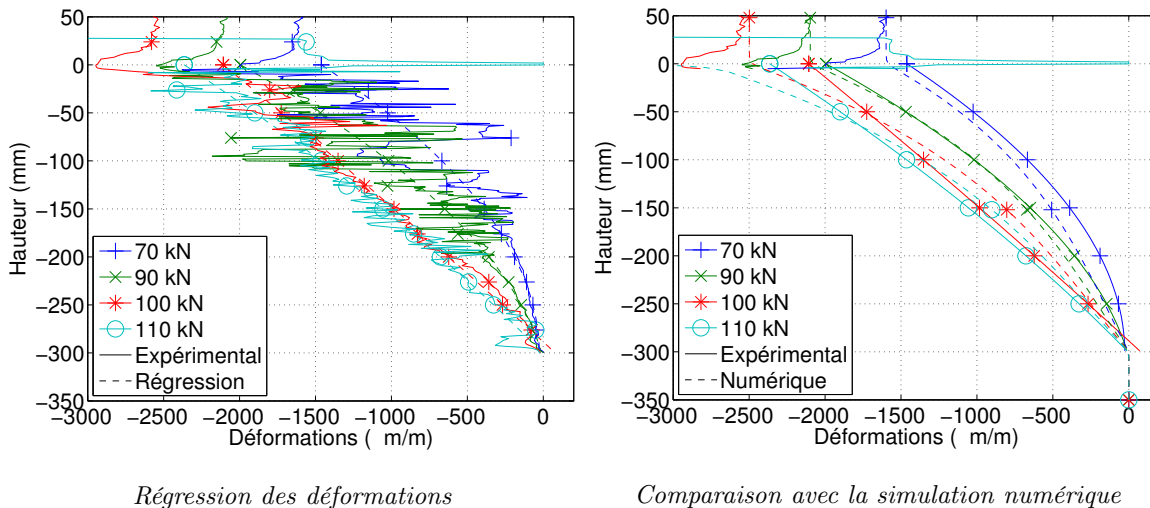 50
0
−50
−100
−150
−200
−250
−300
−350
Hauteur (mm)
70 kN
90 kN
100 kN
110 kN
Expérimental
Régression
−3000 −2500 −2000 −1500 −1000 −500 0
Déformations ( m/m)
Régression des déformations
50
0
−50
−100
−150
−200
−250
−300
−350
Hauteur (mm)
70 kN
90 kN
100 kN
110 kN
Expérimental
Numérique
−3000 −2500 −2000 −1500 −1000 −500 0
Déformations ( m/m)
Comparaison avec la simulation numérique